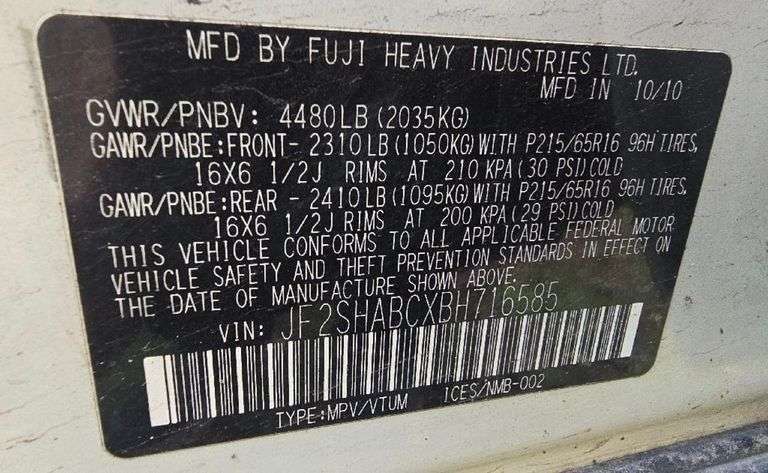 MFD BY FUJI HEAVY INDUSTRIES LTD.
MFD IN 10/10
GVWR/PNBV: 4480LB (2035KG)
GAWR/PNBE:FRONT- 2310LB(1050KG)WITH P215/65R16 96H TIRES,
16X6 1/2J RIMS AT 210 KPA(30 PSI)COLD
GAWR/PNBE:REAR - 2410LB(1095KG)WITH P215/65R16 96H TIRES,
16X6 1/2J RIMS AT 200 KPA(29 PSI)COLD
THIS VEHICLE CONFORMS TO ALL APPLICABLE FEDERAL MOTOR
VEHICLE SAFETY AND THEFT PREVENTION STANDARDS IN EFFECT ON
THE DATE OF MANUFACTURE SHOWN ABOVE.
VIN: JF2SHABCXBH716585
TYPE:MPV/VTUM ICES/NMB-002